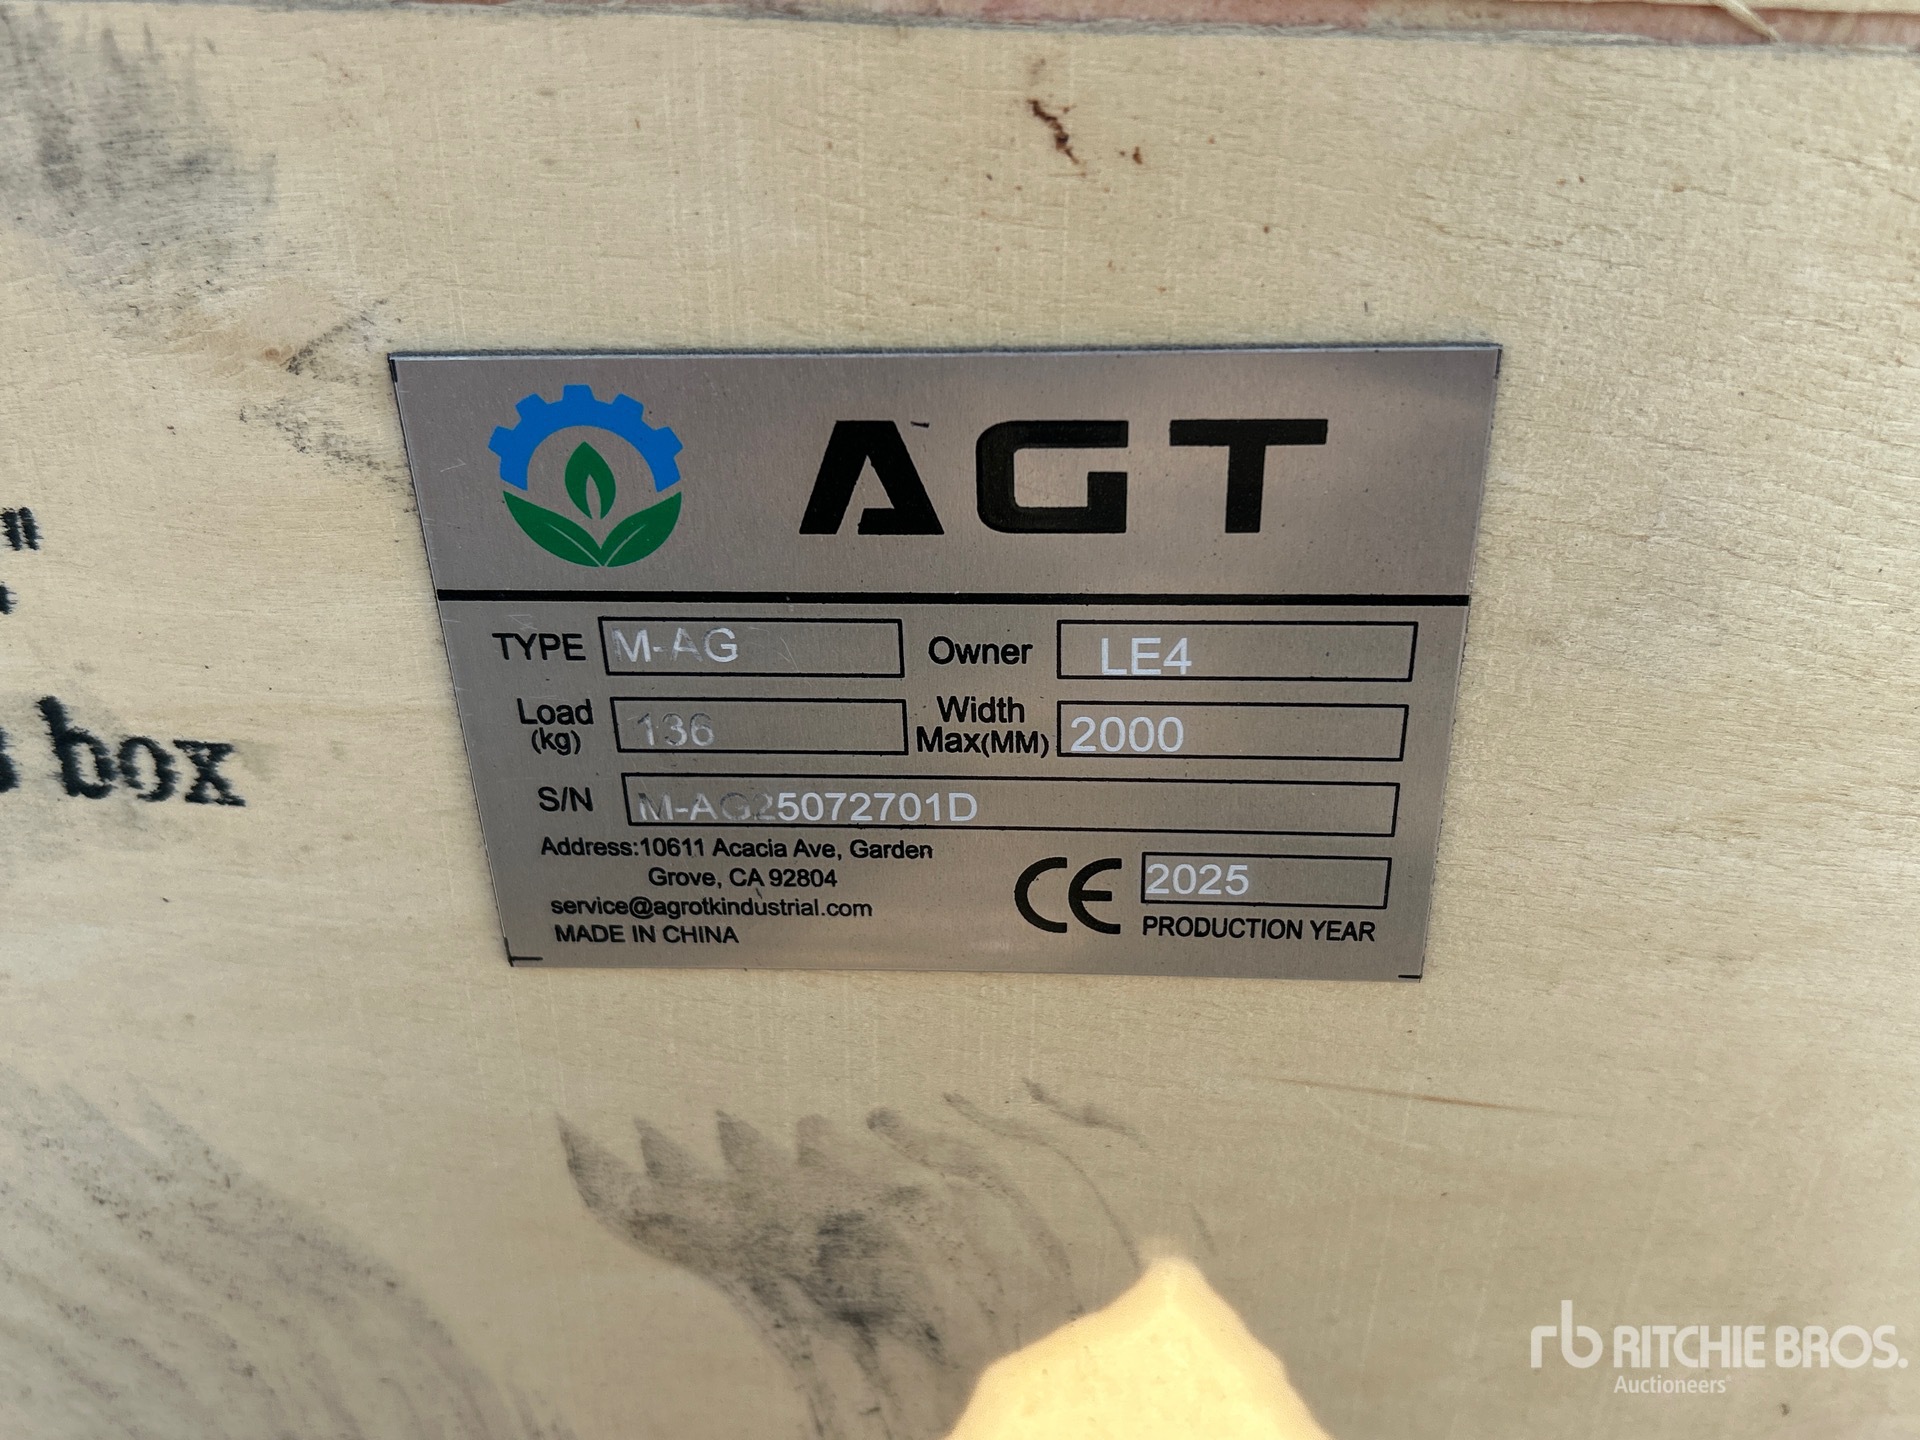 AGT
TYPE M-AG Owner LE4
Load (kg) 136 Width Max(MM) 2000
S/N M-AG25072701D
Address:10611 Acacia Ave, Garden
Grove, CA 92804
service@agrotkindustrial.com
MADE IN CHINA
CE 2025
PRODUCTION YEAR
box
rb RITCHIE BROS.
Auctioneers